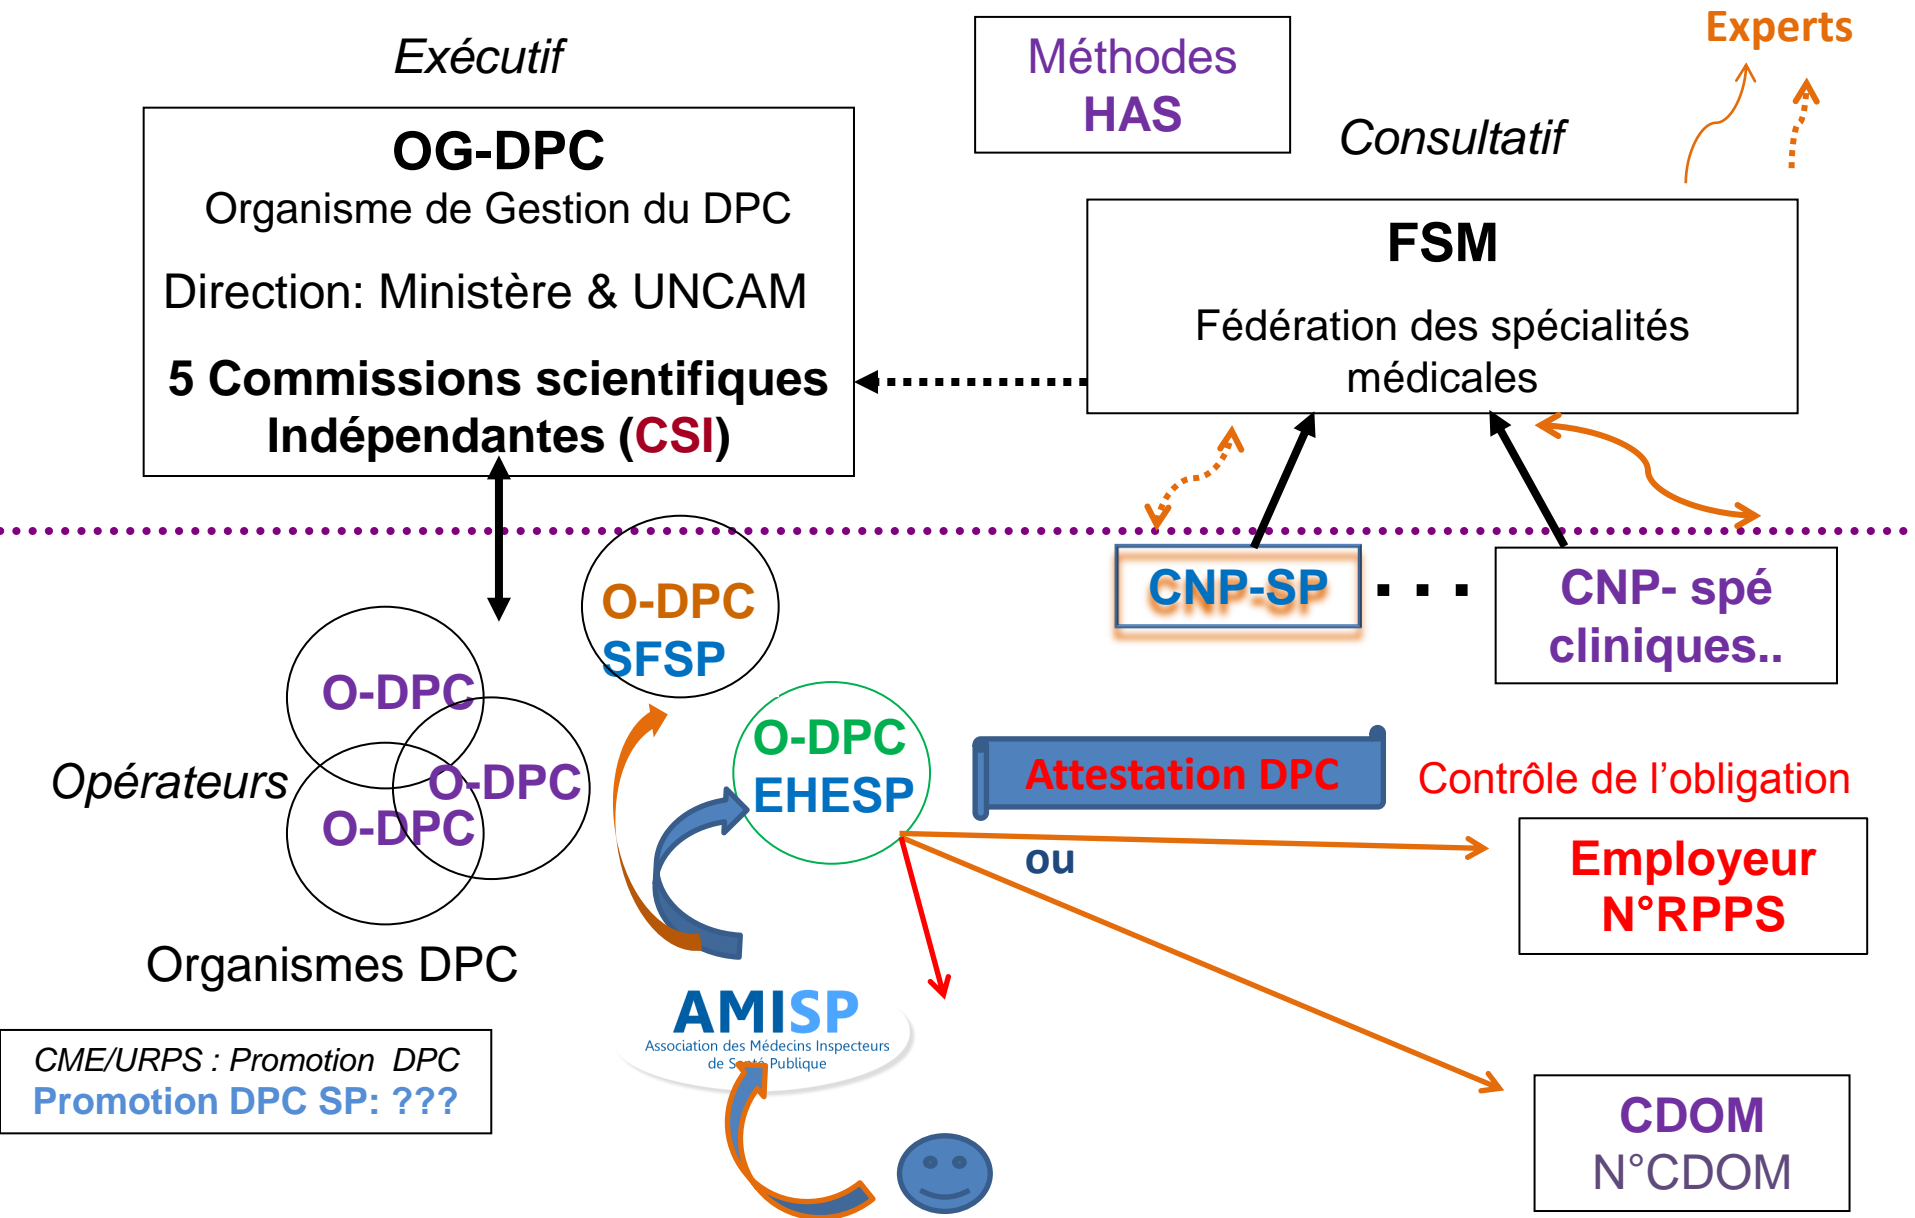 Exécutif
OG-DPC
Organisme de Gestion du DPC
Direction: Ministère & UNCAM
5 Commissions scientifiques
Indépendantes (CSI)
Méthodes
HAS
Experts
Consultatif
FSM
Fédération des spécialités
médicales
CNP-SP
...
CNP- spé
cliniques..
O-DPC
SFSP
O-DPC
O-DPC
O-DPC
Opérateurs
Organismes DPC
O-DPC
EHESP
Attestation DPC
ou
Contrôle de l’obligation
Employeur
N°RPPS
CDOM
N°CDOM
AMISP
Association des Médecins Inspecteurs
de Santé Publique
CME/URPS : Promotion DPC
Promotion DPC SP: ???